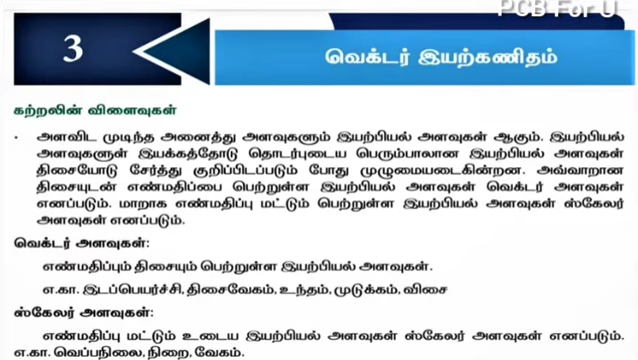 PCB For U
3
வெக்டர் இயற்கணிதம்
கற்றலின் விளைவுகள்
• அளவிட முடிந்த அனைத்து அளவுகளும் இயற்பியல் அளவுகள் ஆகும். இயற்பியல்
அளவுகளுள் இயக்கத்தோடு தொடர்புடைய பெரும்பாலான இயற்பியல் அளவுகள்
திசையோடு சேர்த்து குறிப்பிடப்படும் போது முழுமையடைகின்றன. அவ்வாறான
திசையுடன் எண்மதிப்பை பெற்றுள்ள இயற்பியல் அளவுகள் வெக்டர் அளவுகள்
எனப்படும். மாறாக எண்மதிப்பு மட்டும் பெற்றுள்ள இயற்பியல் அளவுகள் ஸ்கேலர்
அளவுகள் எனப்படும்.
வெக்டர் அளவுகள்:
எண்மதிப்பும் திசையும் பெற்றுள்ள இயற்பியல் அளவுகள்.
எ.கா. இடப்பெயர்ச்சி, திசைவேகம், உந்தம், முடுக்கம், விசை
ஸ்கேலர் அளவுகள்:
எண்மதிப்பு மட்டும் உடைய இயற்பியல் அளவுகள் ஸ்கேலர் அளவுகள் எனப்படும்.
எ.கா. வெப்பநிலை, நிறை, வேகம்.